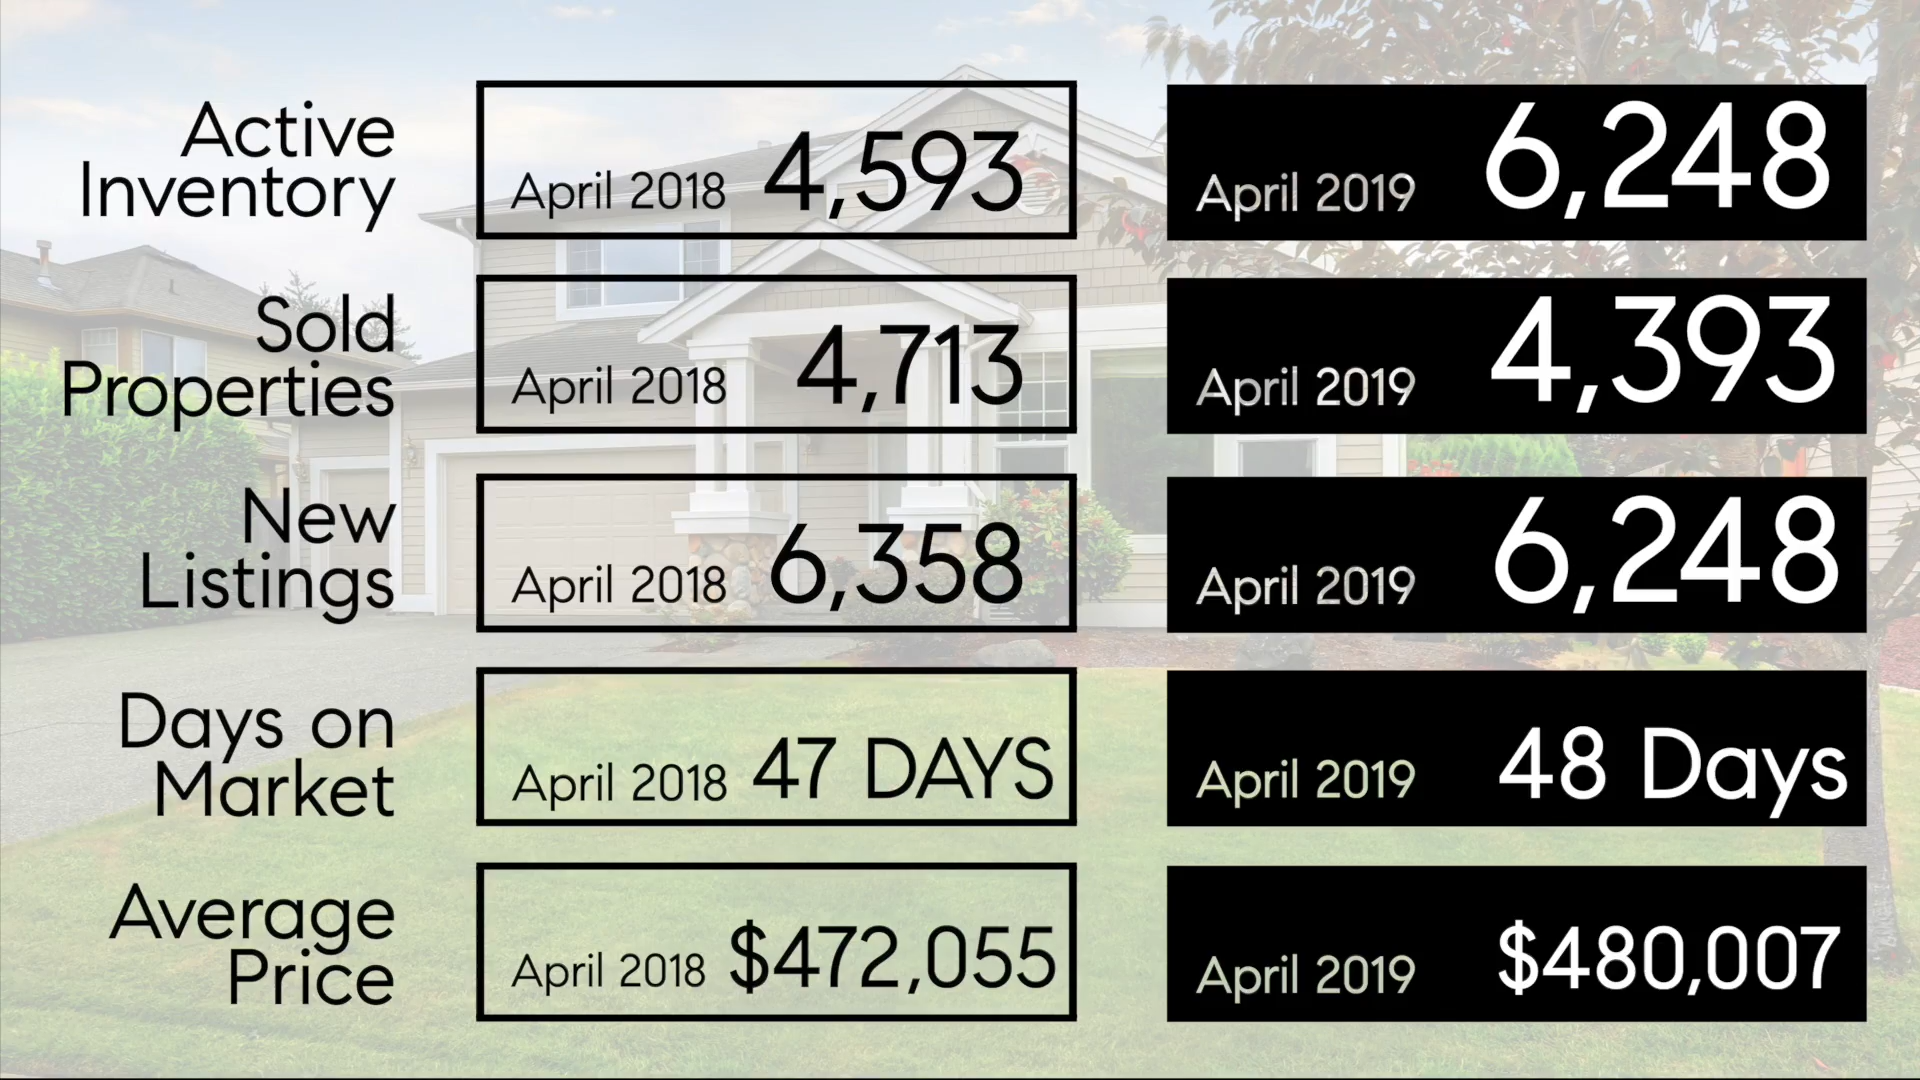 Active
Inventory
April 2018 4,593
April 2019 6,248
Sold
Properties
April 2018 4,713
April 2019 4,393
New
Listings
April 2018 6,358
April 2019 6,248
Days on
Market
April 2018 47 DAYS
April 2019 48 Days
Average
Price
April 2018 $472,055
April 2019 $480,007